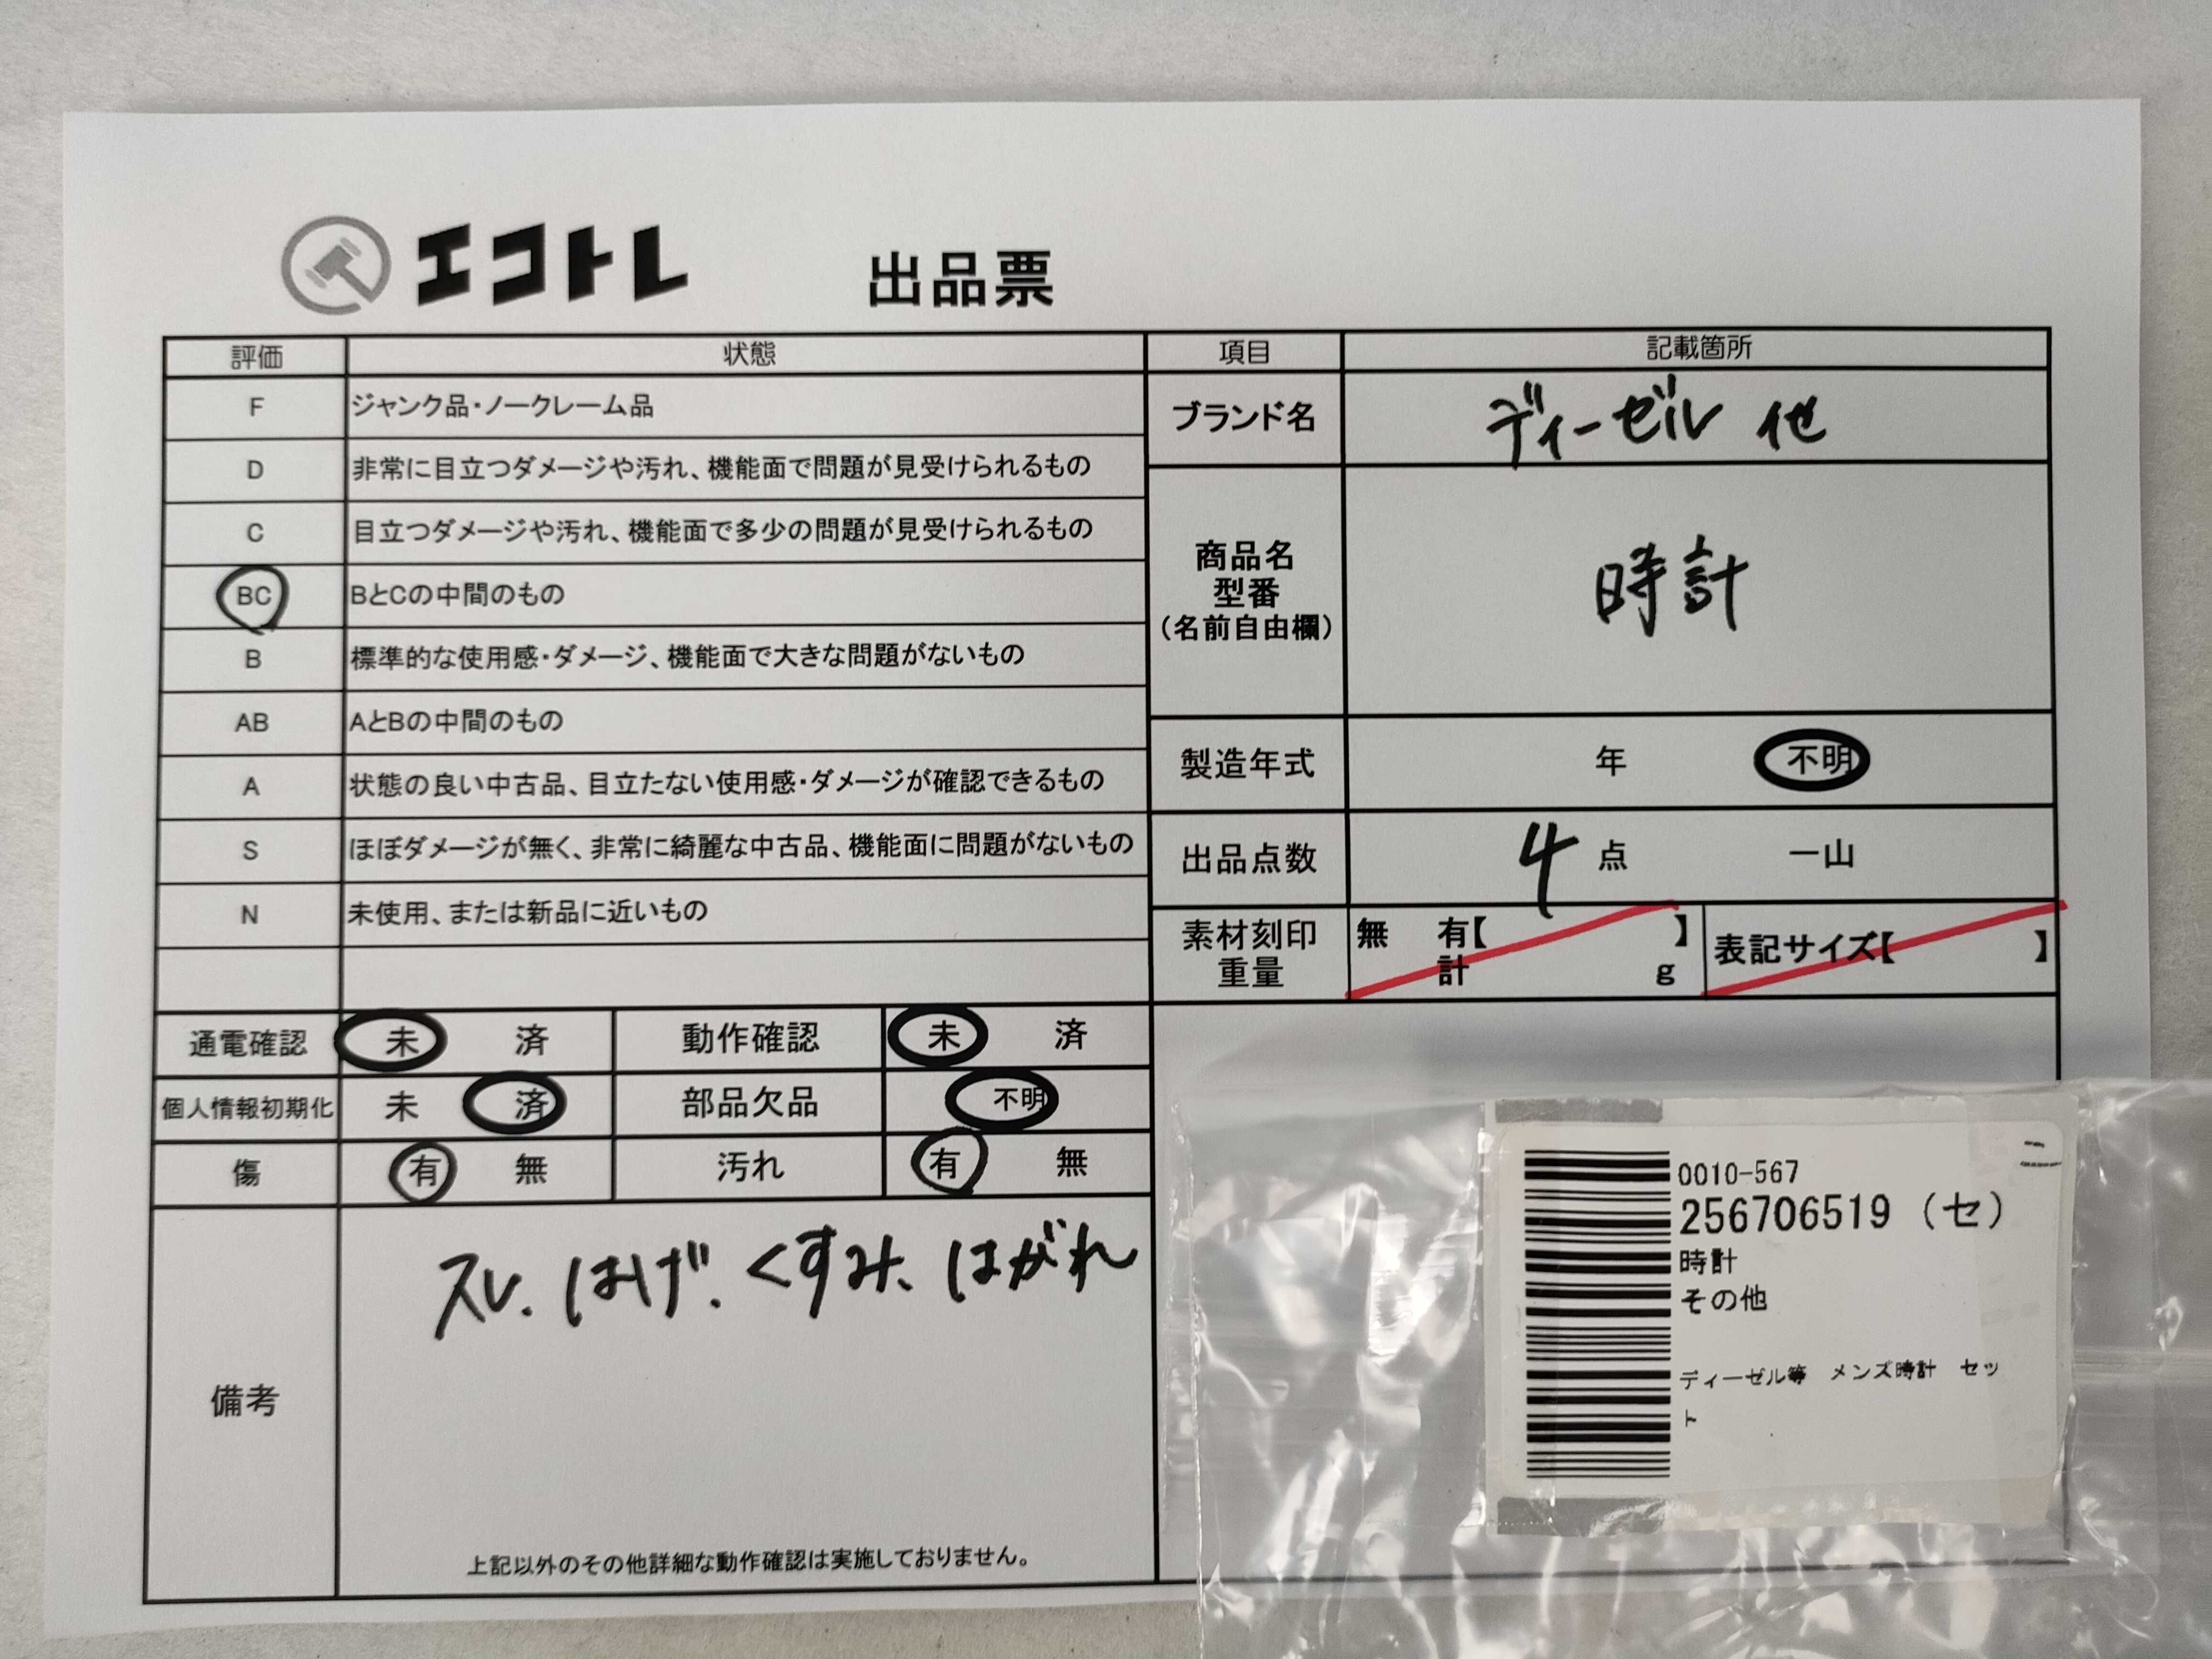 エコトレ 出品票
評価 状態
F ジャンク品・ノークレーム品
D 非常に目立つダメージや汚れ、機能面で問題が見受けられるもの
C 目立つダメージや汚れ、機能面で多少の問題が見受けられるもの
BC BとCの中間のもの
B 標準的な使用感・ダメージ、機能面で大きな問題がないもの
AB AとBの中間のもの
A 状態の良い中古品、目立たない使用感・ダメージが確認できるもの
S ほぼダメージが無く、非常に綺麗な中古品、機能面に問題がないもの
N 未使用、または新品に近いもの
項目 記載箇所
ブランド名 ディーゼル 他
商品名
型番
（名前自由欄）
時計
製造年式 年 不明
出品点数 4 点 一山
素材刻印
重量
無 有【 】
計 g
表記サイズ【 】
通電確認 未 済 動作確認 未 済
個人情報初期化 未 済 部品欠品 不明
傷 有 無 汚れ 有 無
備考
スレ、はげ、くすみ、はがれ
上記以外のその他詳細な動作確認は実施しておりません。
0010-567
256706519 （セ）
時計
その他
ディーゼル等 メンズ時計 セッ
ト